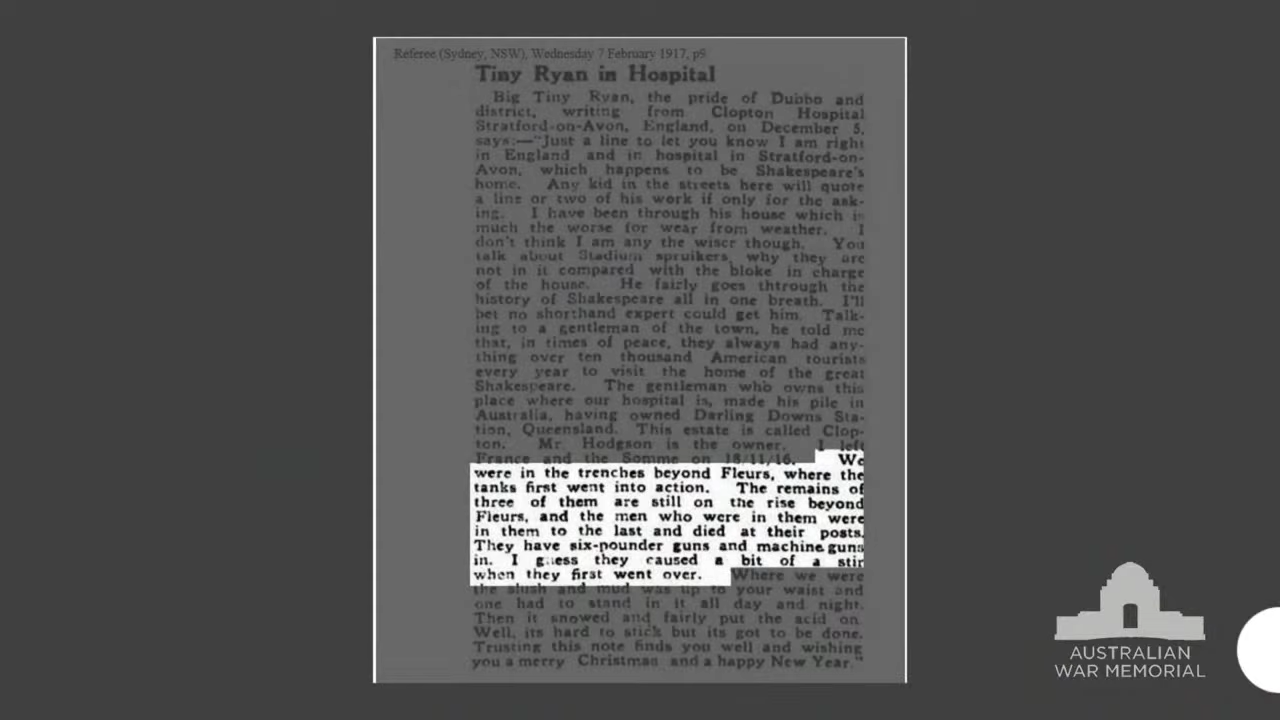 Referee (Sydney, NSW), Wednesday 7 February 1917, p9
Tiny Ryan in Hospital
Big Tiny Ryan, the pride of Dubbo and
district, writing from Clopton Hospital
Stratford-on-Avon, England, on December 5,
says:—"Just a line to let you know I am right
in England and in hospital in Stratford-on-
Avon, which happens to be Shakespeare's
home. Any kid in the streets here will quote
a line or two of his work if only for the ask-
ing. I have been through his house which is
much the worse for wear from weather. I
don't think I am any the wiser though. You
talk about Stadium spruikers, why they are
not in it compared with the bloke in charge
of the house. He fairly goes thtrough the
history of Shakespeare all in one breath. I'll
bet no shorthand expert could get him. Talk-
ing to a gentleman of the town, he told me
that, in times of peace, they always had any-
thing over ten thousand American tourists
every year to visit the home of the great
Shakespeare. The gentleman who owns this
place where our hospital is, made his pile in
Australia, having owned Darling Downs Sta-
tion, Queensland. This estate is called Clop-
ton. Mr. Hodgson is the owner. I left
France and the Somme on 18/11/16. We
were in the trenches beyond Fleurs, where the
tanks first went into action. The remains of
three of them are still on the rise beyond
Fleurs, and the men who were in them were
in them to the last and died at their posts.
They have six-pounder guns and machine guns
in. I guess they caused a bit of a stir
when they first went over. Where we were
the slush and mud was up to your waist and
one had to stand in it all day and night.
Then it snowed and fairly put the acid on.
Well, its hard to stick but its got to be done.
Trusting this note finds you well and wishing
you a merry Christmas and a happy New Year."
AUSTRALIAN
WAR MEMORIAL